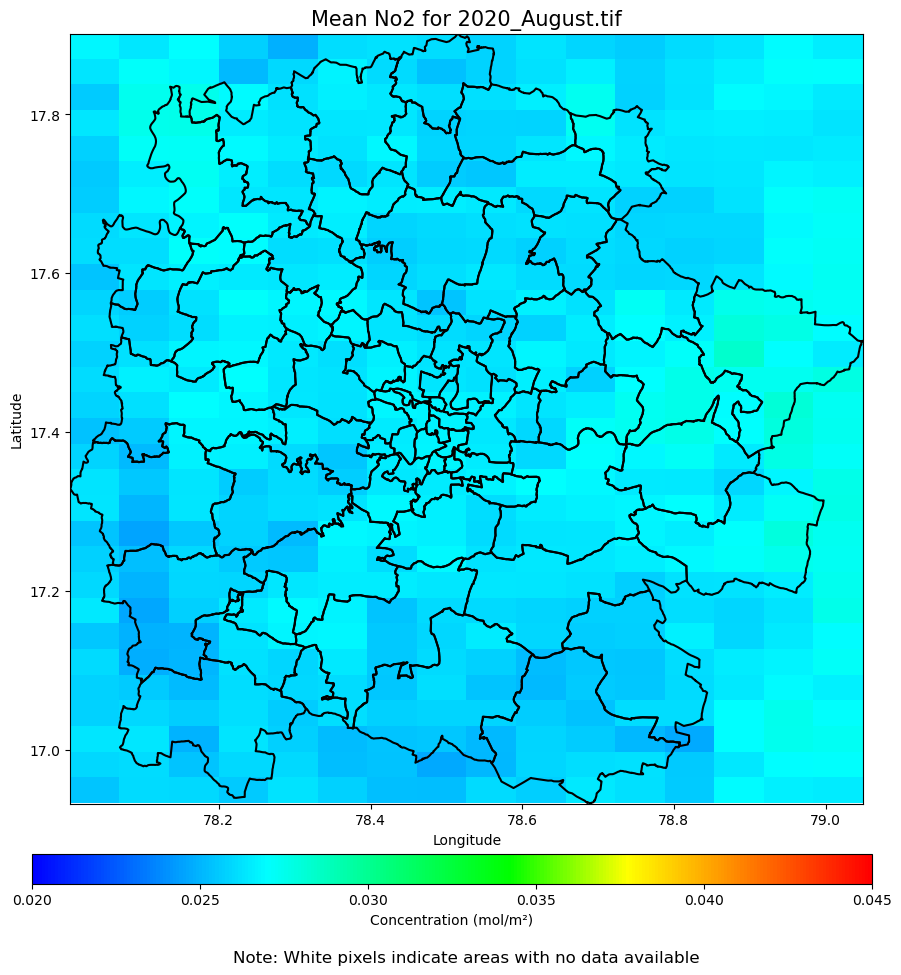 Mean No2 for 2020_August.tif
Latitude
17.8
17.6
17.4
17.2
17.0
78.2 78.4 78.6 78.8 79.0
Longitude
0.020 0.025 0.030 0.035 0.040 0.045
Concentration (mol/m²)
Note: White pixels indicate areas with no data available